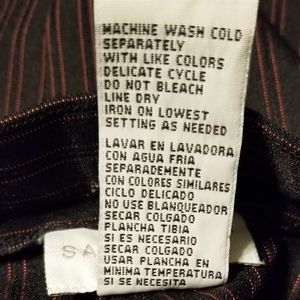 MACHINE WASH COLD
SEPARATELY
WITH LIKE COLORS
DELICATE CYCLE
DO NOT BLEACH
LINE DRY
IRON ON LOWEST
SETTING AS NEEDED
LAVAR EN LAVADORA
CON AGUA FRIA
SEPARADEMENTE
CON COLORES SIMILARES
CICLO DELICADO
NO USE BLANQUEADOR
SECAR COLGADO
PLANCHA TIBIA
SI ES NECESARIO
SECAR COLGADO
USAR PLANCHA EN
MINIMA TEMPERATURA
SI SE NECESITA
SA